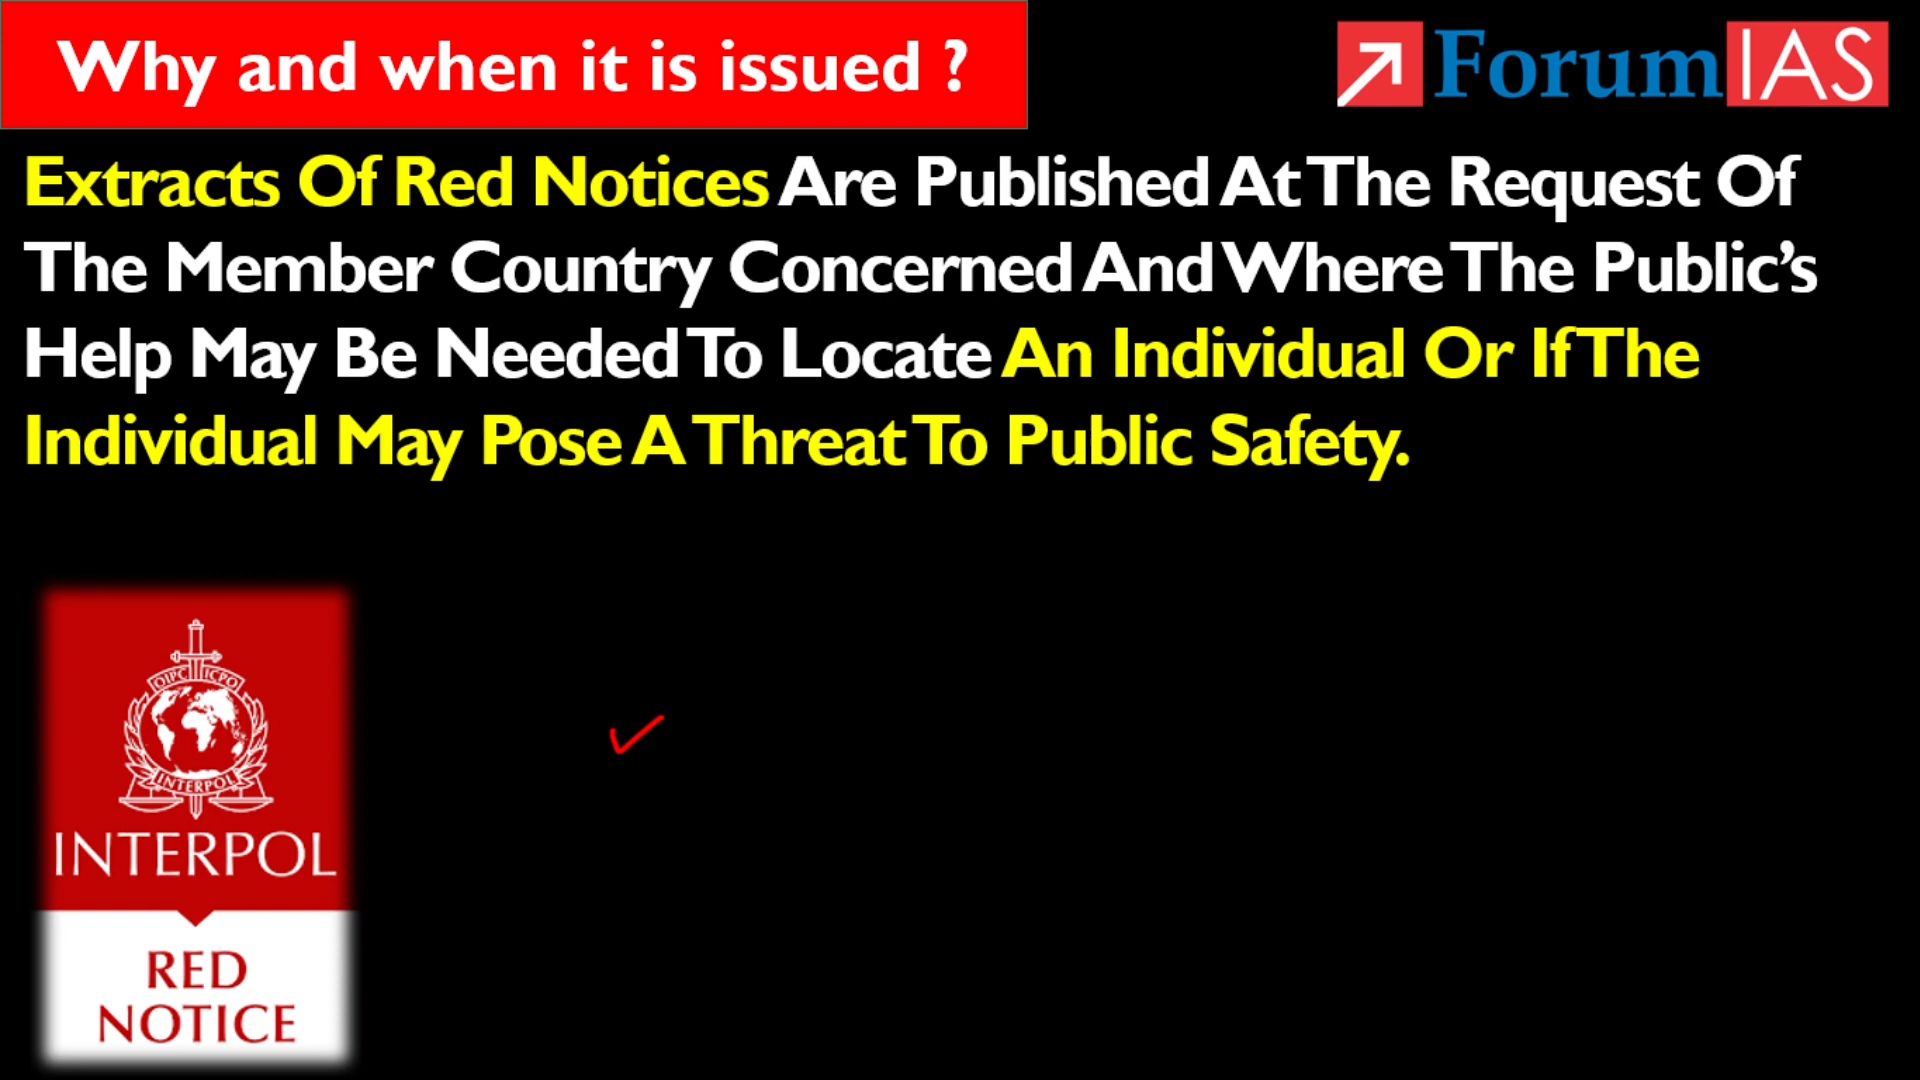 Why and when it is issued ?
ForumIAS
Extracts Of Red Notices Are Published At The Request Of
The Member Country Concerned And Where The Public’s
Help May Be Needed To Locate An Individual Or If The
Individual May Pose A Threat To Public Safety.
OIPC ICPO
INTERPOL
INTERPOL
RED
NOTICE